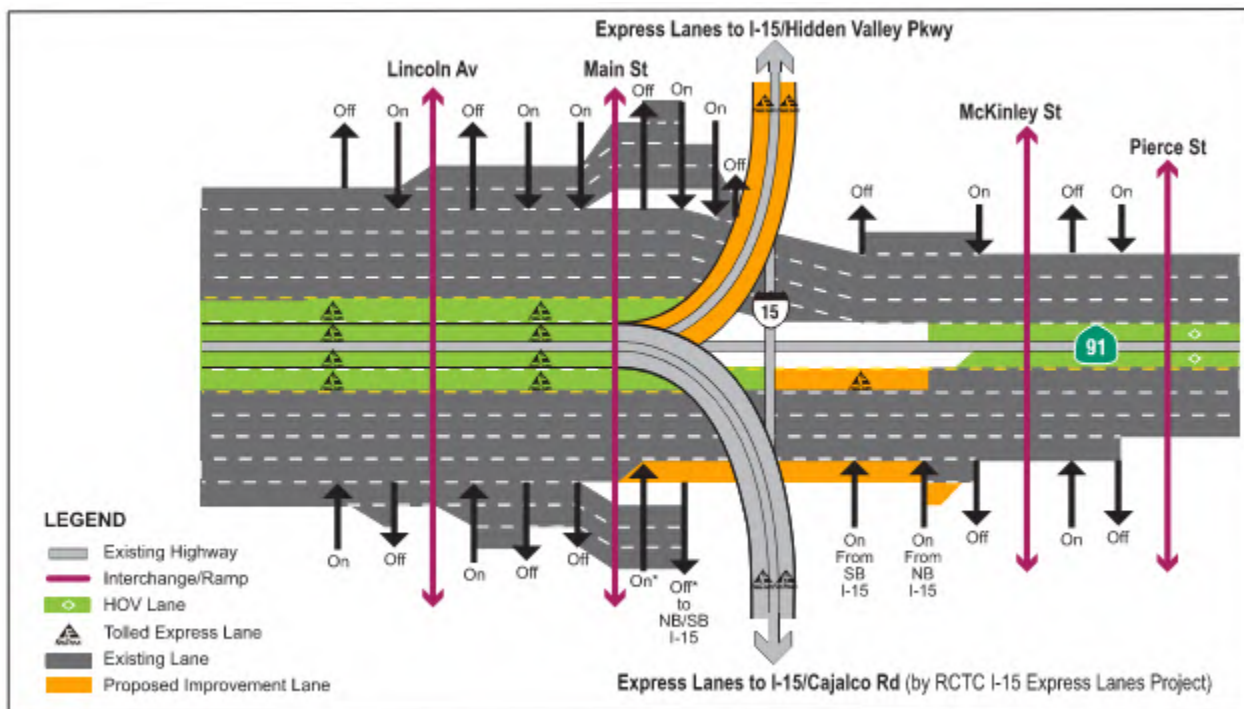 Express Lanes to I-15/Hidden Valley Pkwy
Lincoln Av
Main St
McKinley St
Pierce St
Off
On
Off
On
On
Off
On
On
Off
Off
On
Off
On
15
91
On
Off
On
Off
Off
On*
Off*
to
NB/SB
I-15
On
From
SB
I-15
On
From
NB
I-15
Off
On
Off
LEGEND
Existing Highway
Interchange/Ramp
HOV Lane
Tolled Express Lane
Existing Lane
Proposed Improvement Lane
Express Lanes to I-15/Cajalco Rd (by RCTC I-15 Express Lanes Project)